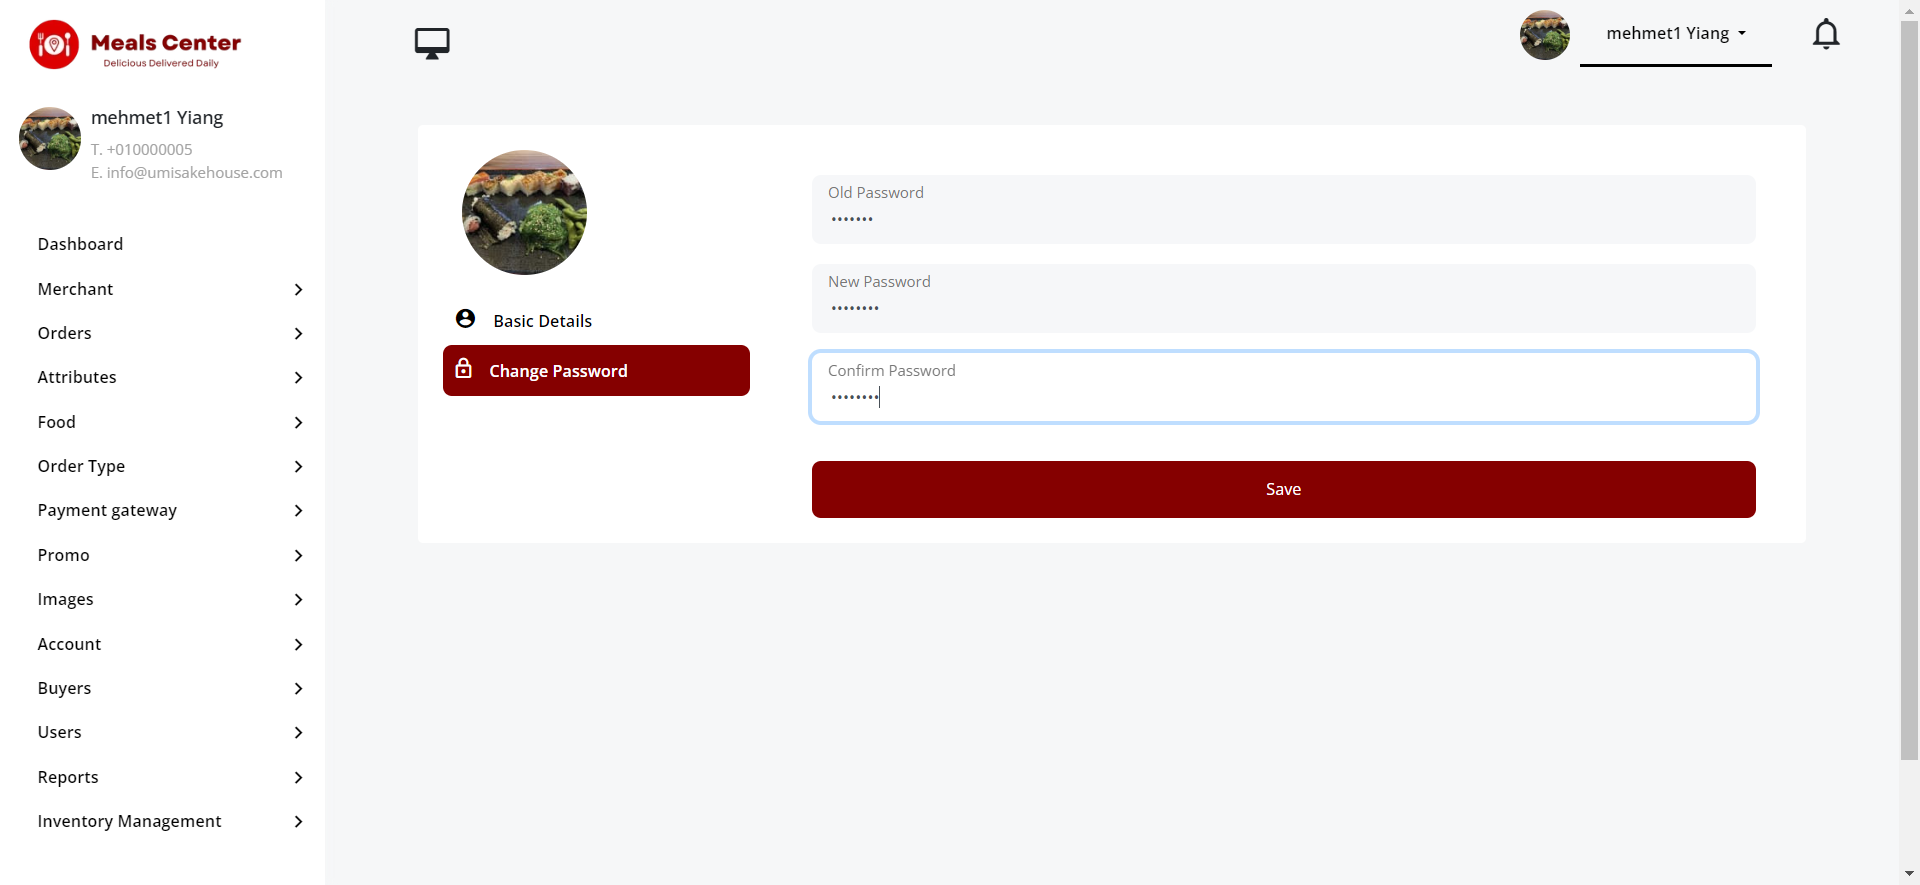 Meals Center
Delicious Delivered Daily
mehmet1 Yiang
T. +010000005
E. info@umisakehouse.com
Dashboard
Merchant
Orders
Attributes
Food
Order Type
Payment gateway
Promo
Images
Account
Buyers
Users
Reports
Inventory Management
mehmet1 Yiang
Basic Details
Change Password
Old Password
•••••••
New Password
••••••••
Confirm Password
••••••••
Save